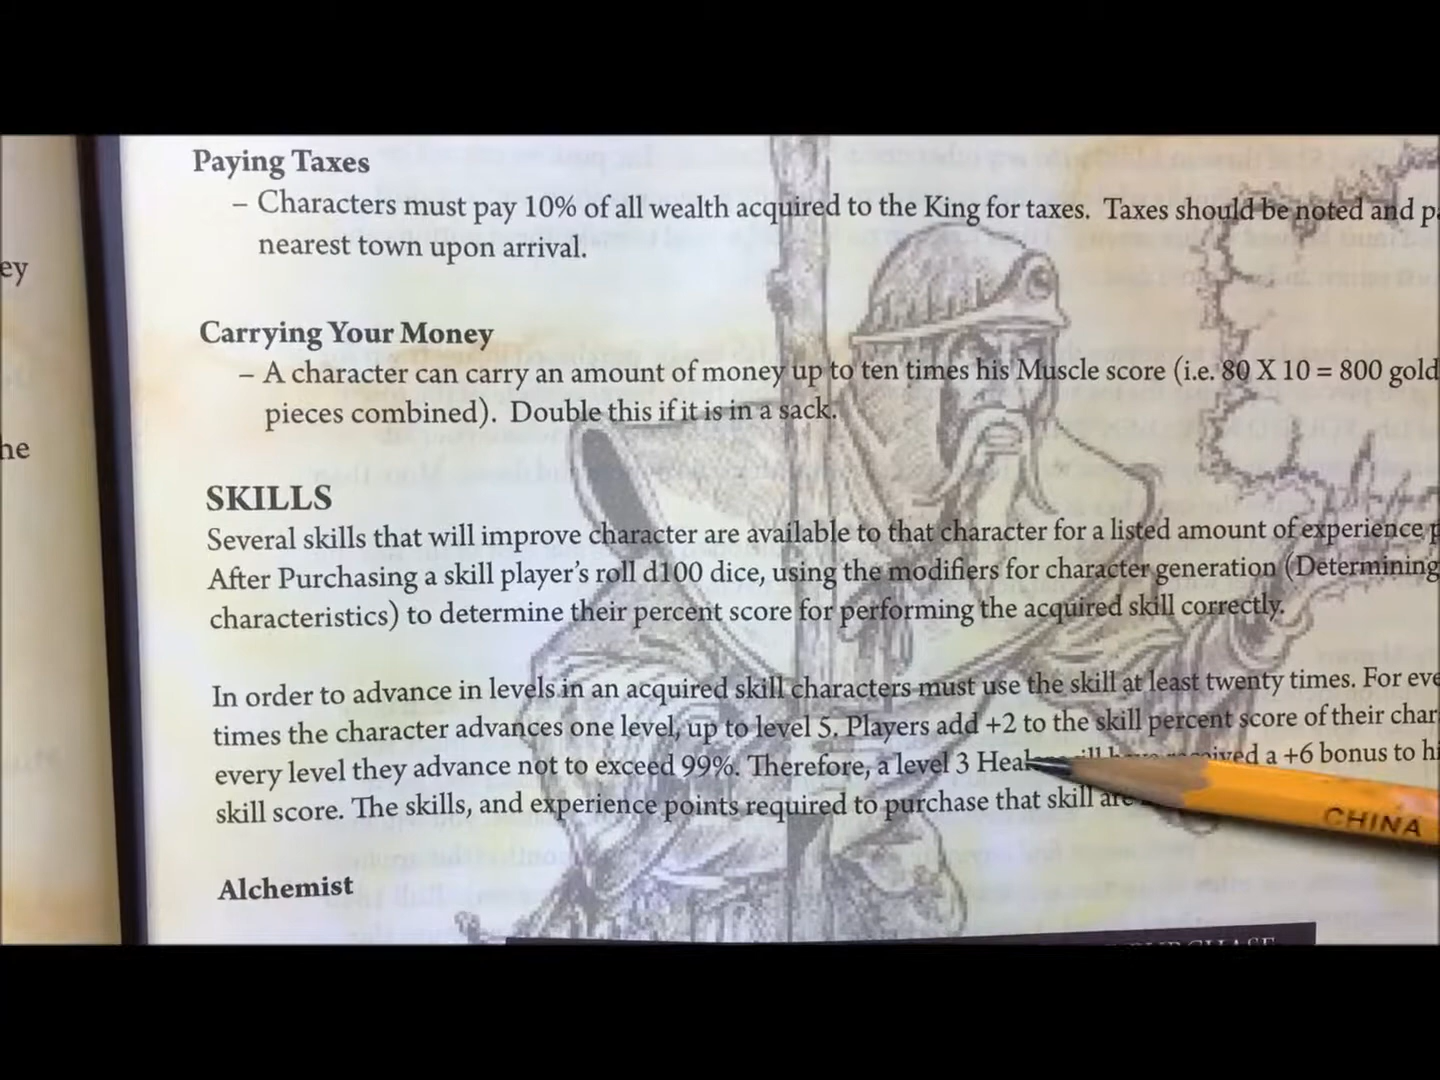 Paying Taxes
– Characters must pay 10% of all wealth acquired to the King for taxes. Taxes should be noted and
nearest town upon arrival.
ey
Carrying Your Money
– A character can carry an amount of money up to ten times his Muscle score (i.e. 80 X 10 = 800 gold
pieces combined). Double this if it is in a sack.
SKILLS
Several skills that will improve character are available to that character for a listed amount of experience
After Purchasing a skill player's roll d100 dice, using the modifiers for character generation (Determining
characteristics) to determine their percent score for performing the acquired skill correctly.
In order to advance in levels in an acquired skill characters must use the skill at least twenty times. For
times the character advances one level, up to level 5. Players add +2 to the skill percent score of their
every level they advance not to exceed 99%. Therefore, a level 3 a +6 bonus to
skill score. The skills, and experience points required to purchase that skill are
Alchemist
CHINA